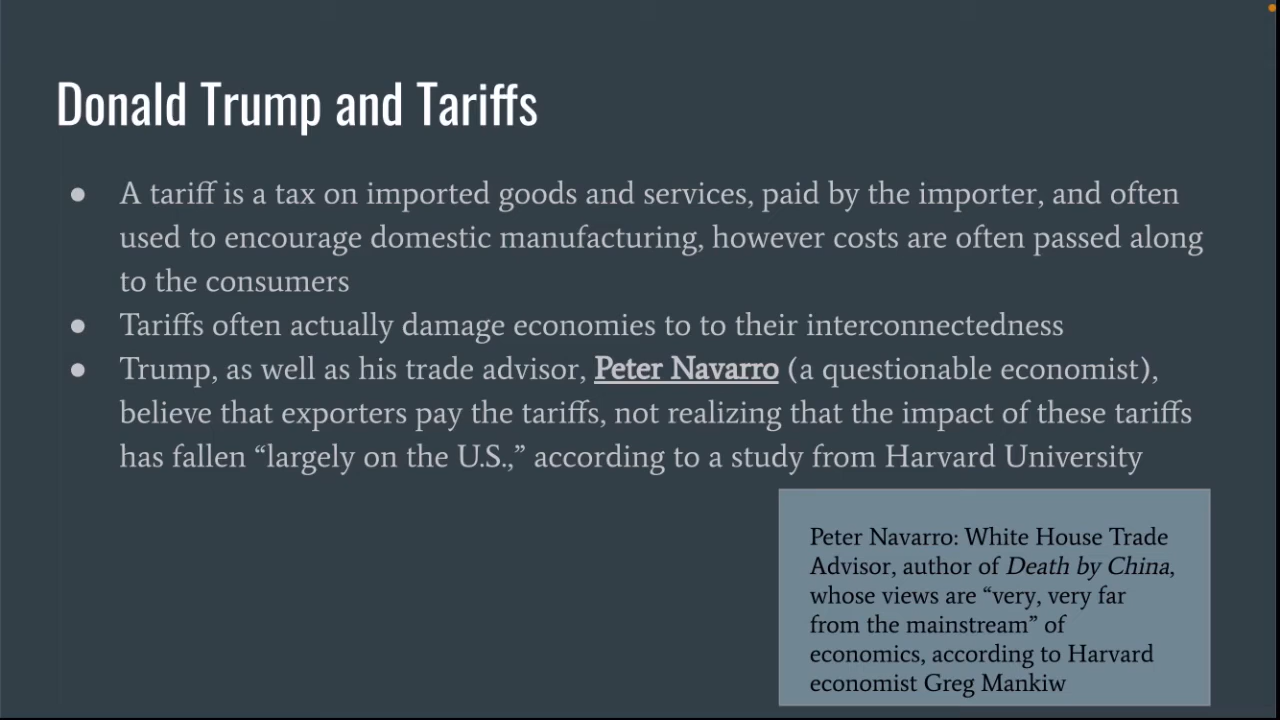 Donald Trump and Tariffs
● A tariff is a tax on imported goods and services, paid by the importer, and often
used to encourage domestic manufacturing, however costs are often passed along
to the consumers
● Tariffs often actually damage economies to to their interconnectedness
● Trump, as well as his trade advisor, Peter Navarro (a questionable economist),
believe that exporters pay the tariffs, not realizing that the impact of these tariffs
has fallen “largely on the U.S.,” according to a study from Harvard University
Peter Navarro: White House Trade
Advisor, author of Death by China,
whose views are “very, very far
from the mainstream” of
economics, according to Harvard
economist Greg Mankiw